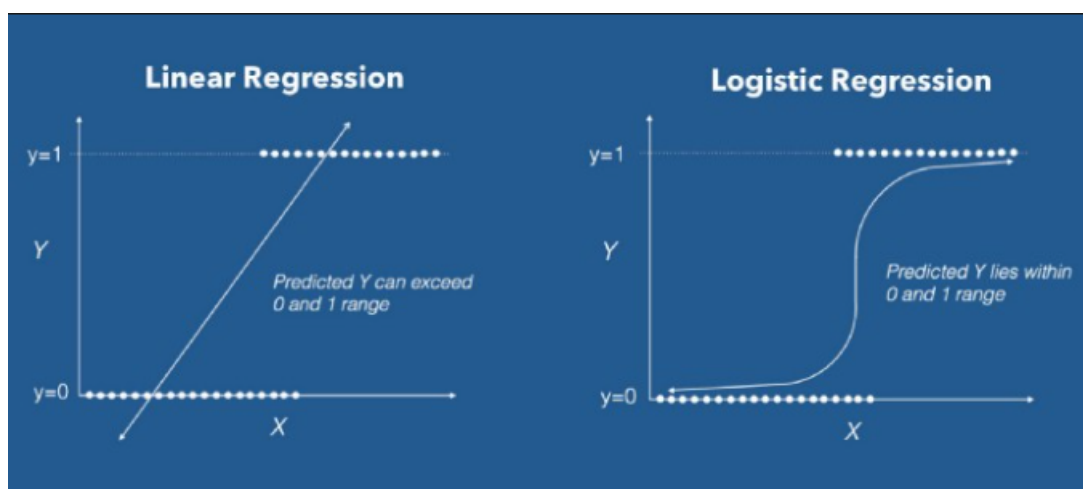 Linear Regression
y=1
Y
Predicted Y can exceed
0 and 1 range
y=0
X
Logistic Regression
y=1
Y
Predicted Y lies within
0 and 1 range
y=0
X